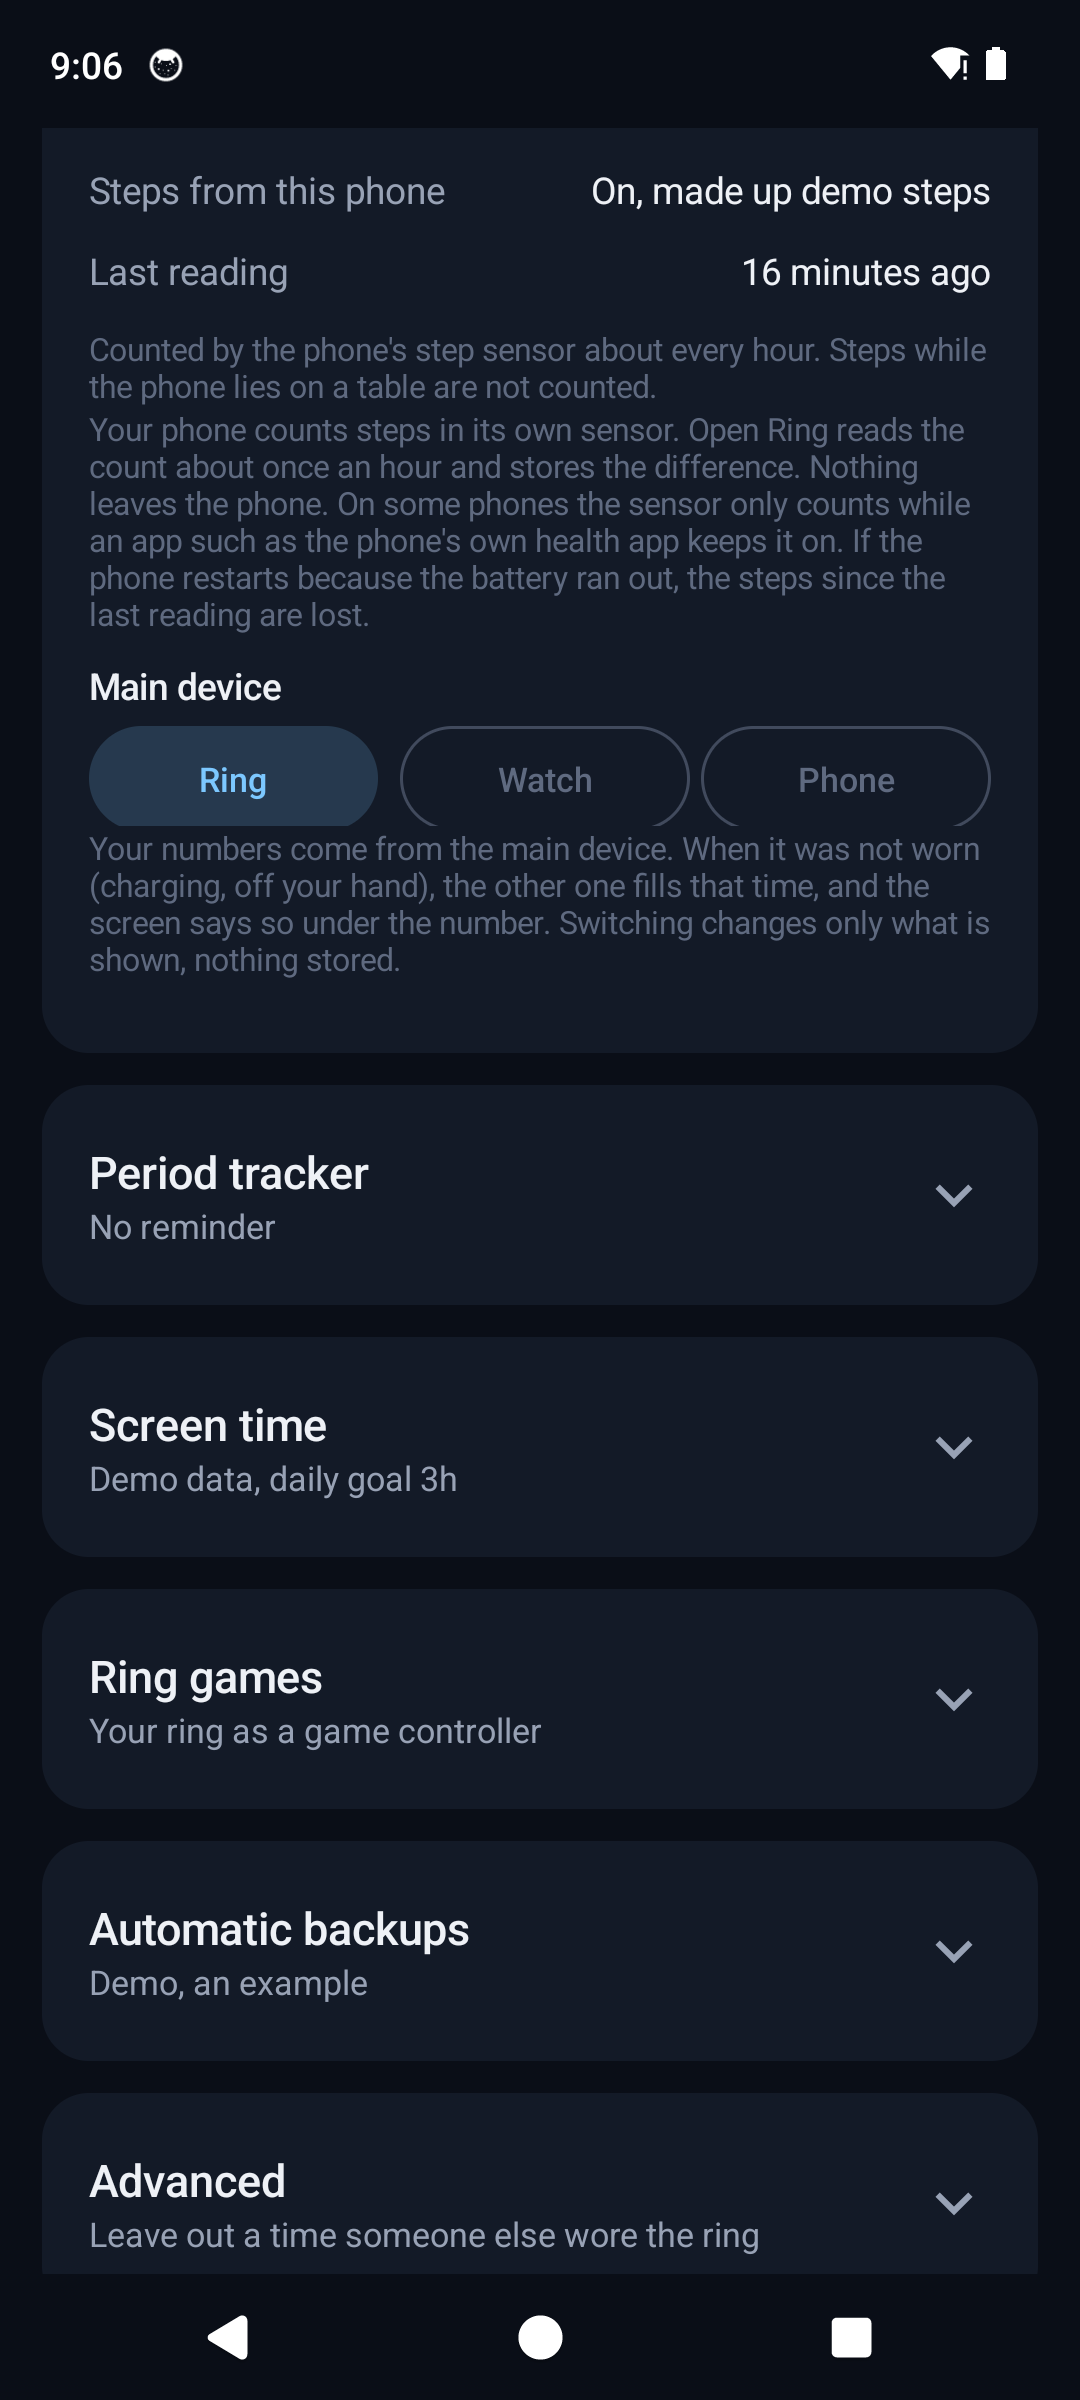 9:06
Steps from this phone
On, made up demo steps
Last reading
16 minutes ago
Counted by the phone's step sensor about every hour. Steps while
the phone lies on a table are not counted.
Your phone counts steps in its own sensor. Open Ring reads the
count about once an hour and stores the difference. Nothing
leaves the phone. On some phones the sensor only counts while
an app such as the phone's own health app keeps it on. If the
phone restarts because the battery ran out, the steps since the
last reading are lost.
Main device
Ring
Watch
Phone
Your numbers come from the main device. When it was not worn
(charging, off your hand), the other one fills that time, and the
screen says so under the number. Switching changes only what is
shown, nothing stored.
Period tracker
No reminder
Screen time
Demo data, daily goal 3h
Ring games
Your ring as a game controller
Automatic backups
Demo, an example
Advanced
Leave out a time someone else wore the ring